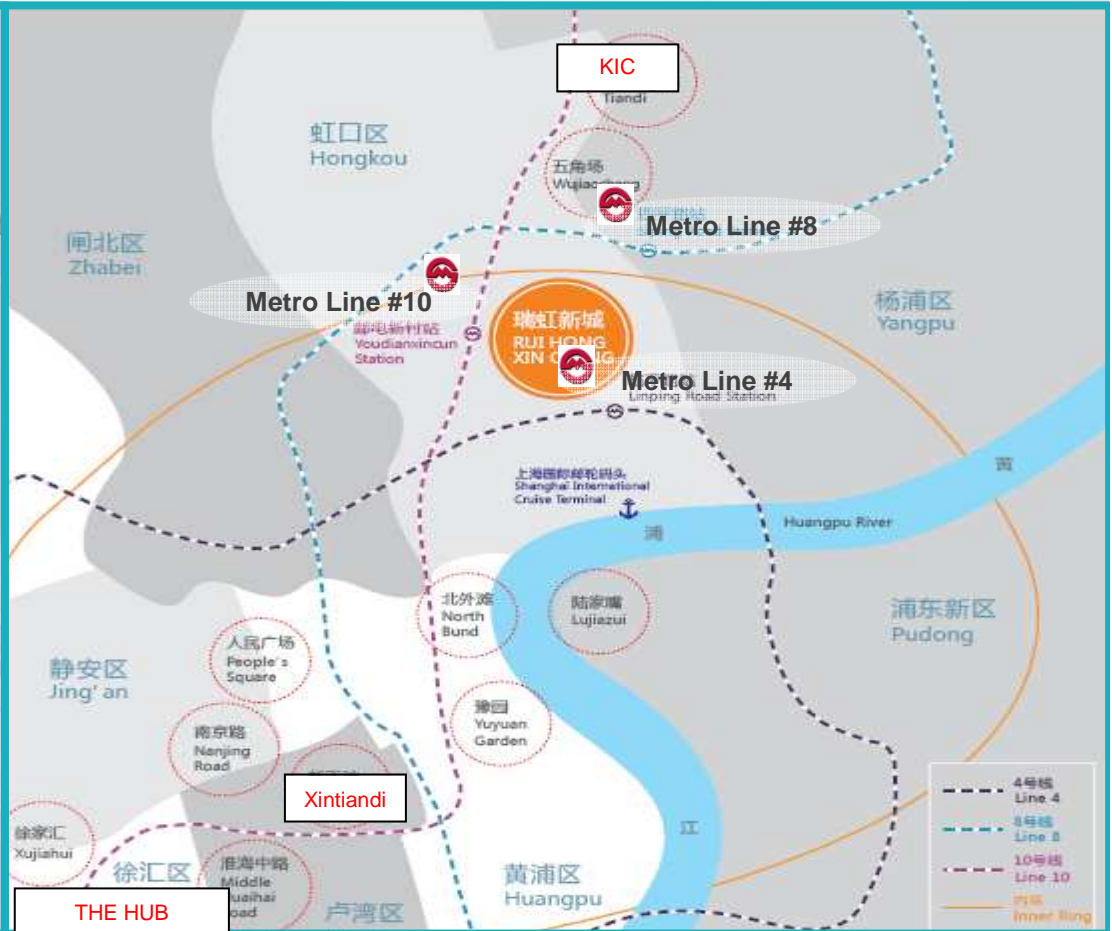 KIC
Tiandi
虹口区
Hongkou
五角场
闸北区
Zhabei
Metro Line #8
Metro Line #10
邮电新村站
Youdianxincun
Station
瑞虹新城
RUI HONG
XIN
杨浦区
Yangpu
Metro Line #4
Linping Road Station
上海国际邮轮码头
Shanghai International
Cruise Terminal
黄
浦
Huangpu River
北外滩
North
Bund
陆家嘴
Lujiazui
浦东新区
Pudong
人民广场
People's
Square
静安区
Jing' an
南京路
Nanjing
Road
豫园
Yuyuan
Garden
Xintiandi
江
徐家汇
Xujiahui
徐汇区
淮海中路
Middle
卢湾区
黄浦区
Huangpu
THE HUB
4号线
Line 4
8号线
Line 8
10号线
Line 10
内环
Inner Ring